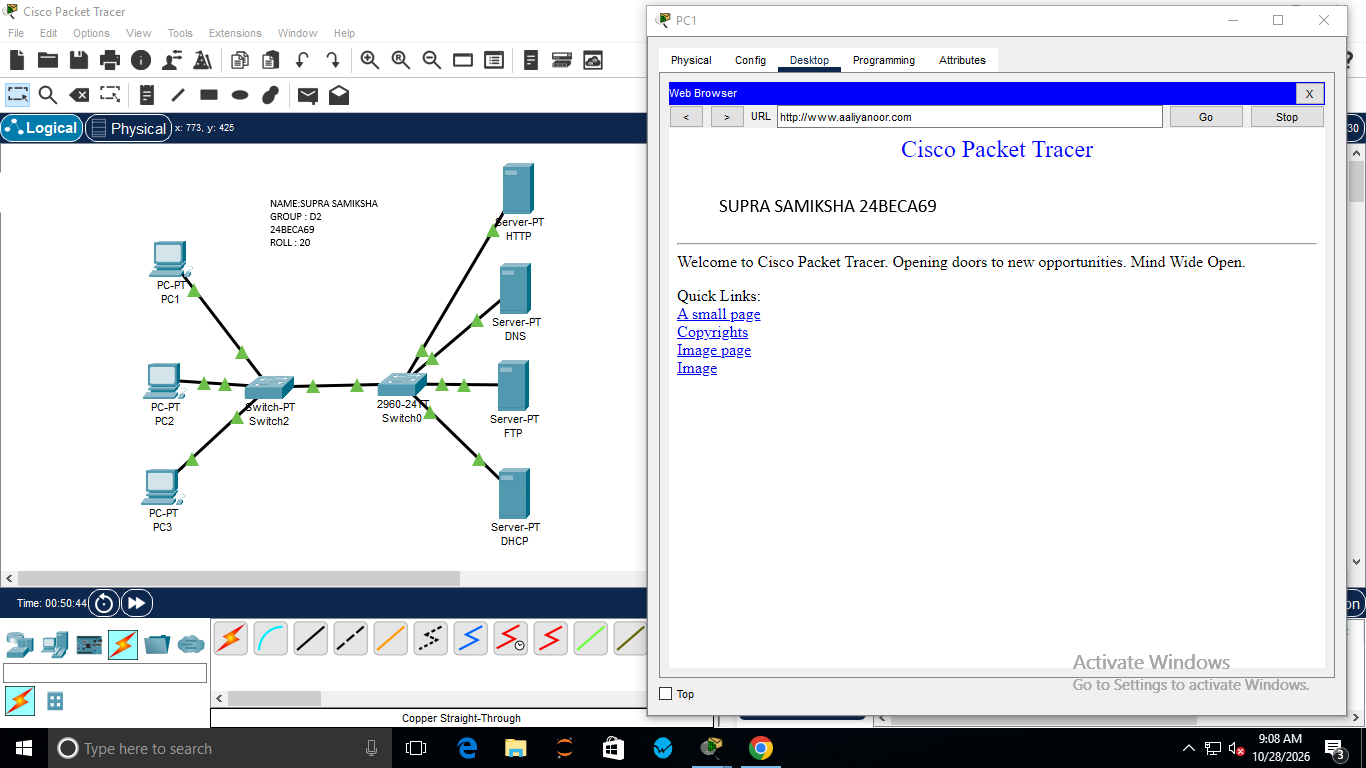 Cisco Packet Tracer
File Edit Options View Tools Extensions Window Help
Logical
Physical
x: 773, y: 425
NAME:SUPRA SAMIKSHA
GROUP : D2
24BECA69
ROLL : 20
Server-PT
HTTP
PC-PT
PC1
Server-PT
DNS
PC-PT
PC2
Switch-PT
Switch2
2960-24TT
Switch0
Server-PT
FTP
PC-PT
PC3
Server-PT
DHCP
Time: 00:50:44
Copper Straight-Through
PC1
Physical Config Desktop Programming Attributes
Web Browser
X
< > URL http://www.aaliyanoor.com Go Stop
Cisco Packet Tracer
SUPRA SAMIKSHA 24BECA69
Welcome to Cisco Packet Tracer. Opening doors to new opportunities. Mind Wide Open.
Quick Links:
A small page
Copyrights
Image page
Image
Top
30
on
Activate Windows
Go to Settings to activate Windows.
Type here to search
9:08 AM
10/28/2026
3